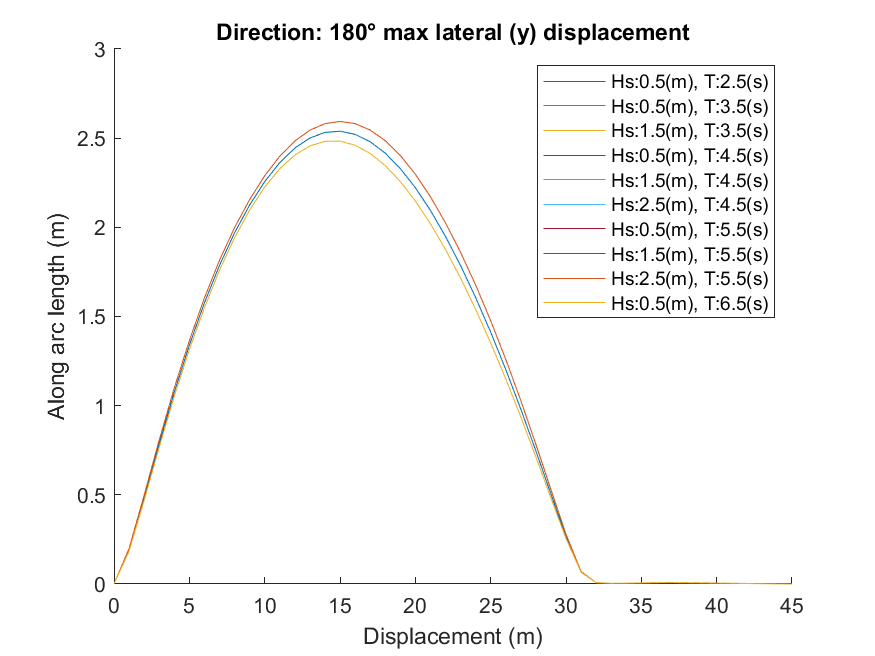 Direction: 180° max lateral (y) displacement
3
2.5
2
1.5
1
0.5
0
Along arc length (m)
Hs:0.5(m), T:2.5(s)
Hs:0.5(m), T:3.5(s)
Hs:1.5(m), T:3.5(s)
Hs:0.5(m), T:4.5(s)
Hs:1.5(m), T:4.5(s)
Hs:2.5(m), T:4.5(s)
Hs:0.5(m), T:5.5(s)
Hs:1.5(m), T:5.5(s)
Hs:2.5(m), T:5.5(s)
Hs:0.5(m), T:6.5(s)
0 5 10 15 20 25 30 35 40 45
Displacement (m)